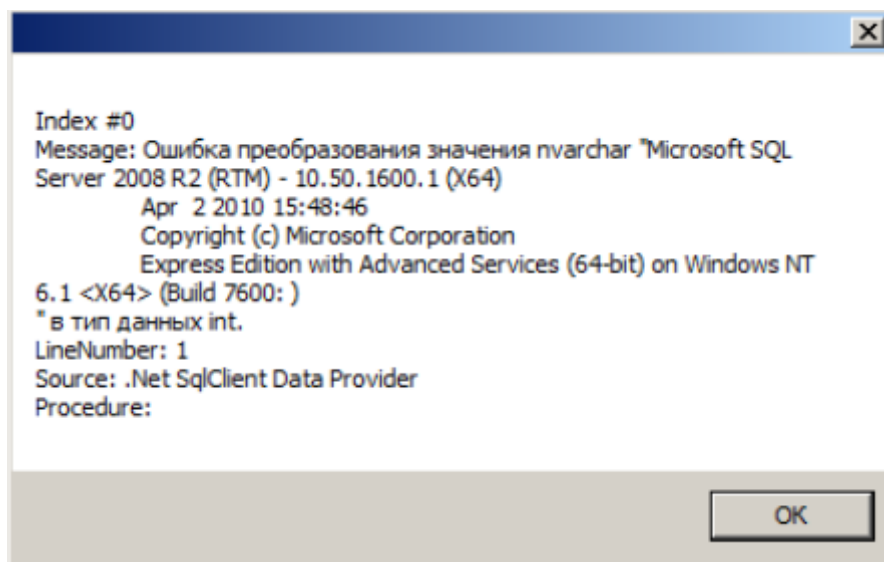 Index #0
Message: Ошибка преобразования значения nvarchar "Microsoft SQL
Server 2008 R2 (RTM) - 10.50.1600.1 (X64)
Apr 2 2010 15:48:46
Copyright (c) Microsoft Corporation
Express Edition with Advanced Services (64-bit) on Windows NT
6.1 <X64> (Build 7600: )
" в тип данных int.
LineNumber: 1
Source: .Net SqlClient Data Provider
Procedure:
OK